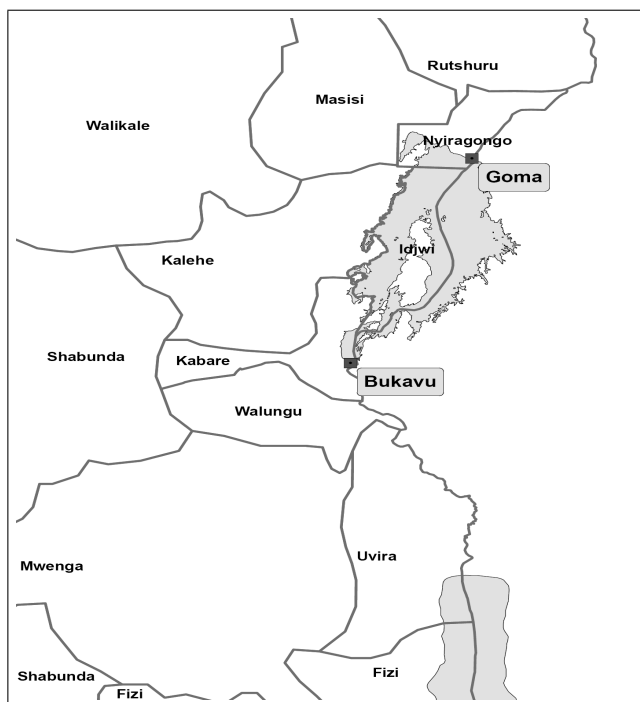 Rutshuru
Masisi
Walikale
Nyiragongo
Goma
Idjwi
Kalehe
Shabunda
Kabare
Bukavu
Walungu
Uvira
Mwenga
Fizi
Shabunda
Fizi